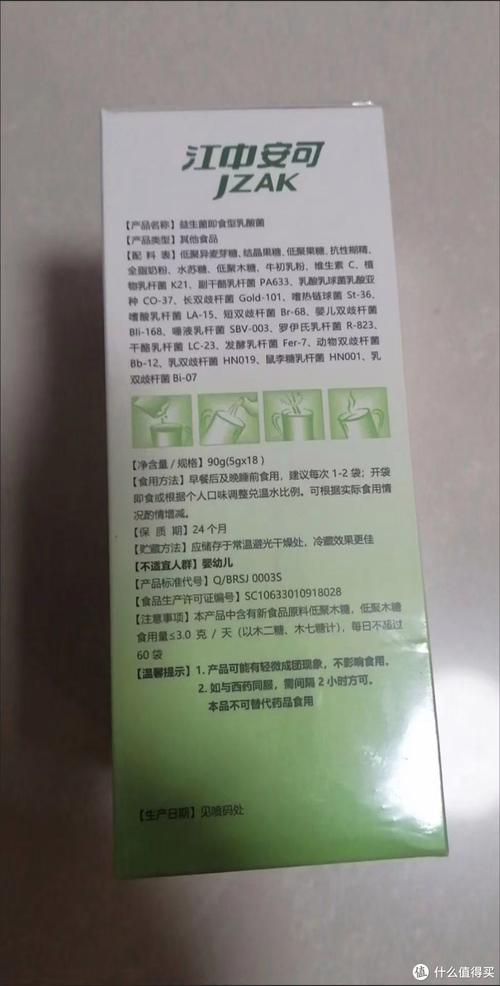 江中安可
JZAK
【产品名称】益生菌即食型乳酸菌
【产品类型】其他食品
【配 料 表】低聚异麦芽糖、结晶果糖、低聚果糖、抗性糊精、
全脂奶粉、水苏糖、低聚木糖、牛初乳粉、维生素 C、植
物乳杆菌 K21、副干酪乳杆菌 PA633、乳酸乳球菌乳酸亚
种 CO-37、长双歧杆菌 Gold-101、嗜热链球菌 St-36、
嗜酸乳杆菌 LA-15、短双歧杆菌 Br-68、婴儿双歧杆菌
Bli-168、唾液乳杆菌 SBV-003、罗伊氏乳杆菌 R-823、
干酪乳杆菌 LC-23、发酵乳杆菌 Fer-7、动物双歧杆菌
Bb-12、乳双歧杆菌 HN019、鼠李糖乳杆菌 HN001、乳
双歧杆菌 Bi-07
【净含量/规格】90g(5gx18)
【食用方法】早餐后及晚睡前食用，建议每次 1-2 袋；开袋
即食或根据个人口味调整兑温水比例。可根据实际食用情
况酌情增减。
【保 质 期】24 个月
【贮藏方法】应储存于常温避光干燥处，冷藏效果更佳
【不适宜人群】婴幼儿
【产品标准代号】Q/BRSJ 0003S
【食品生产许可证编号】SC10633010918028
【注意事项】本产品中含有新食品原料低聚木糖，低聚木糖
食用量≤3.0 克 / 天（以木二糖、木七糖计），每日不超过
60 袋
【温馨提示】1. 产品可能有轻微成团现象，不影响食用。
2. 如与西药同服，需间隔 2 小时方可。
本品不可替代药品食用
【生产日期】见喷码处
值 什么值得买